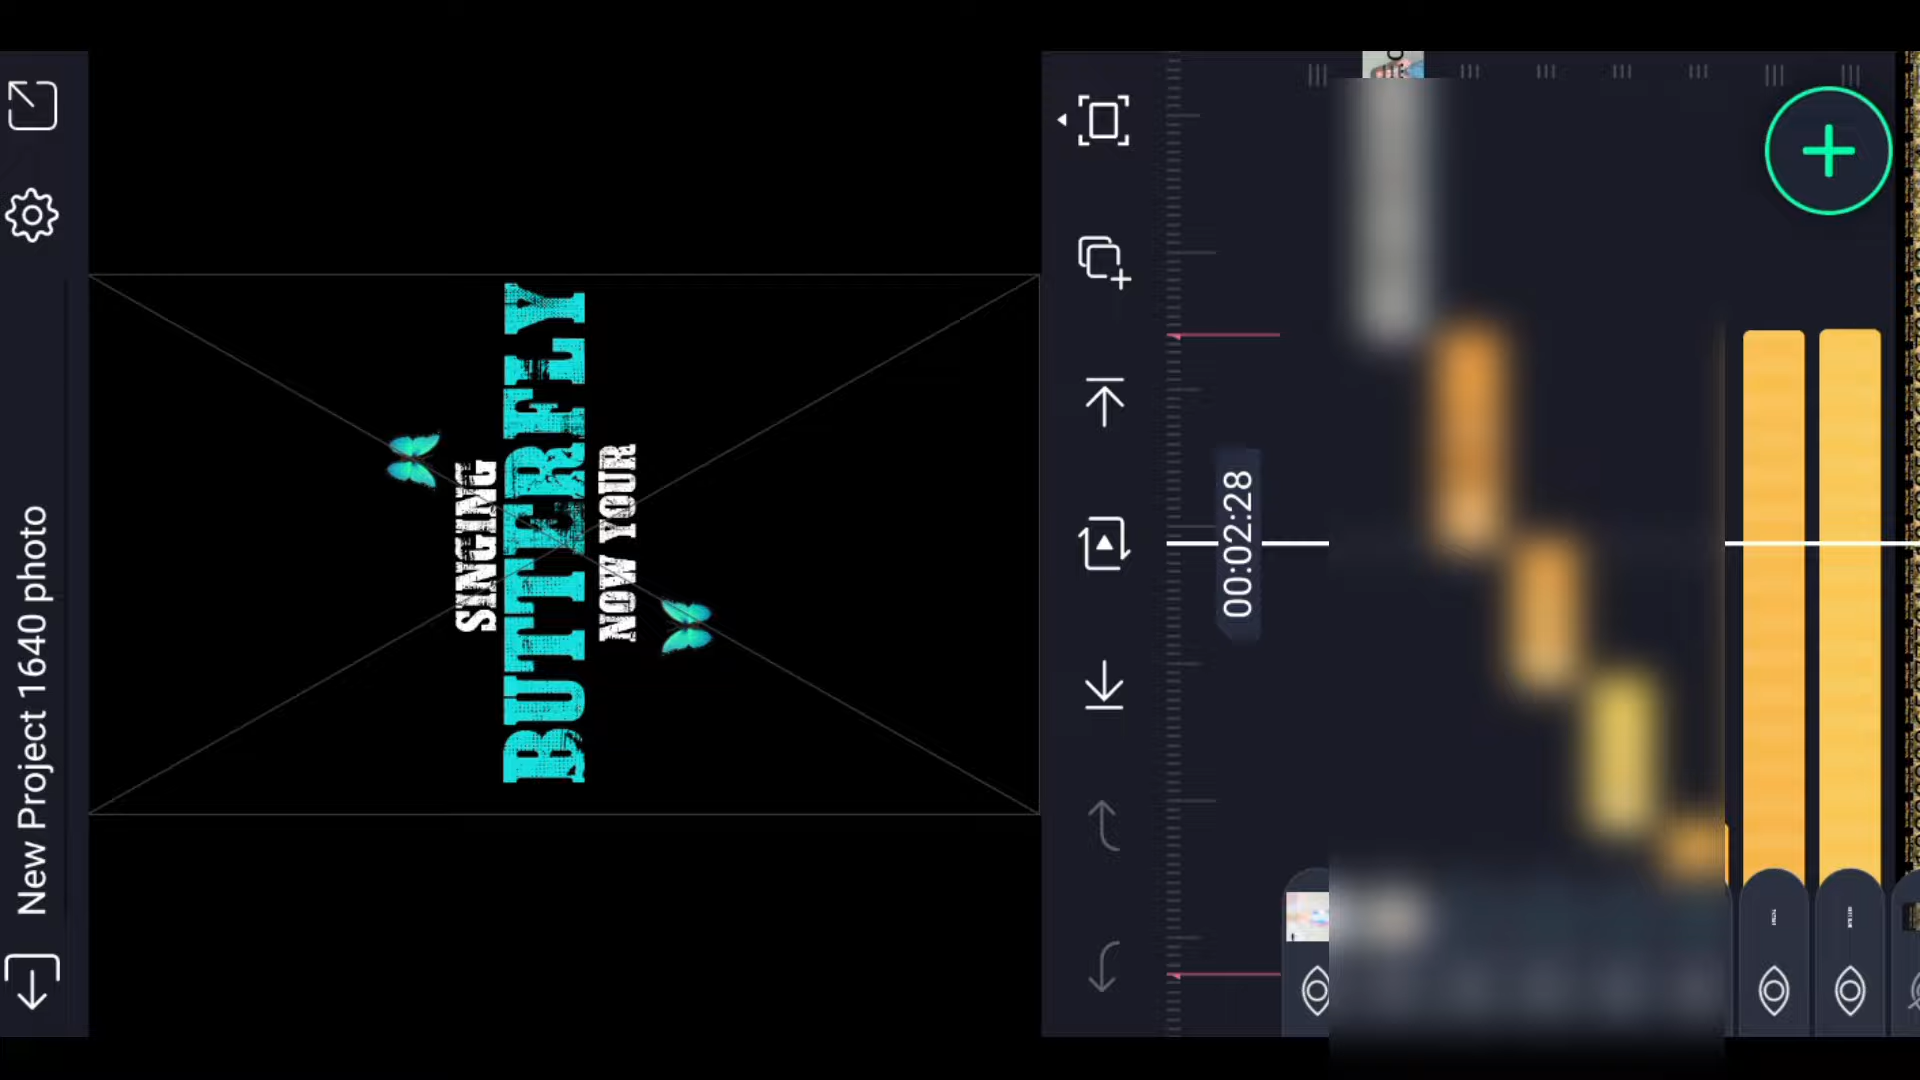 New Project 1640 photo
SINGING
BUTTERFLY
NOW YOUR
00:02:28